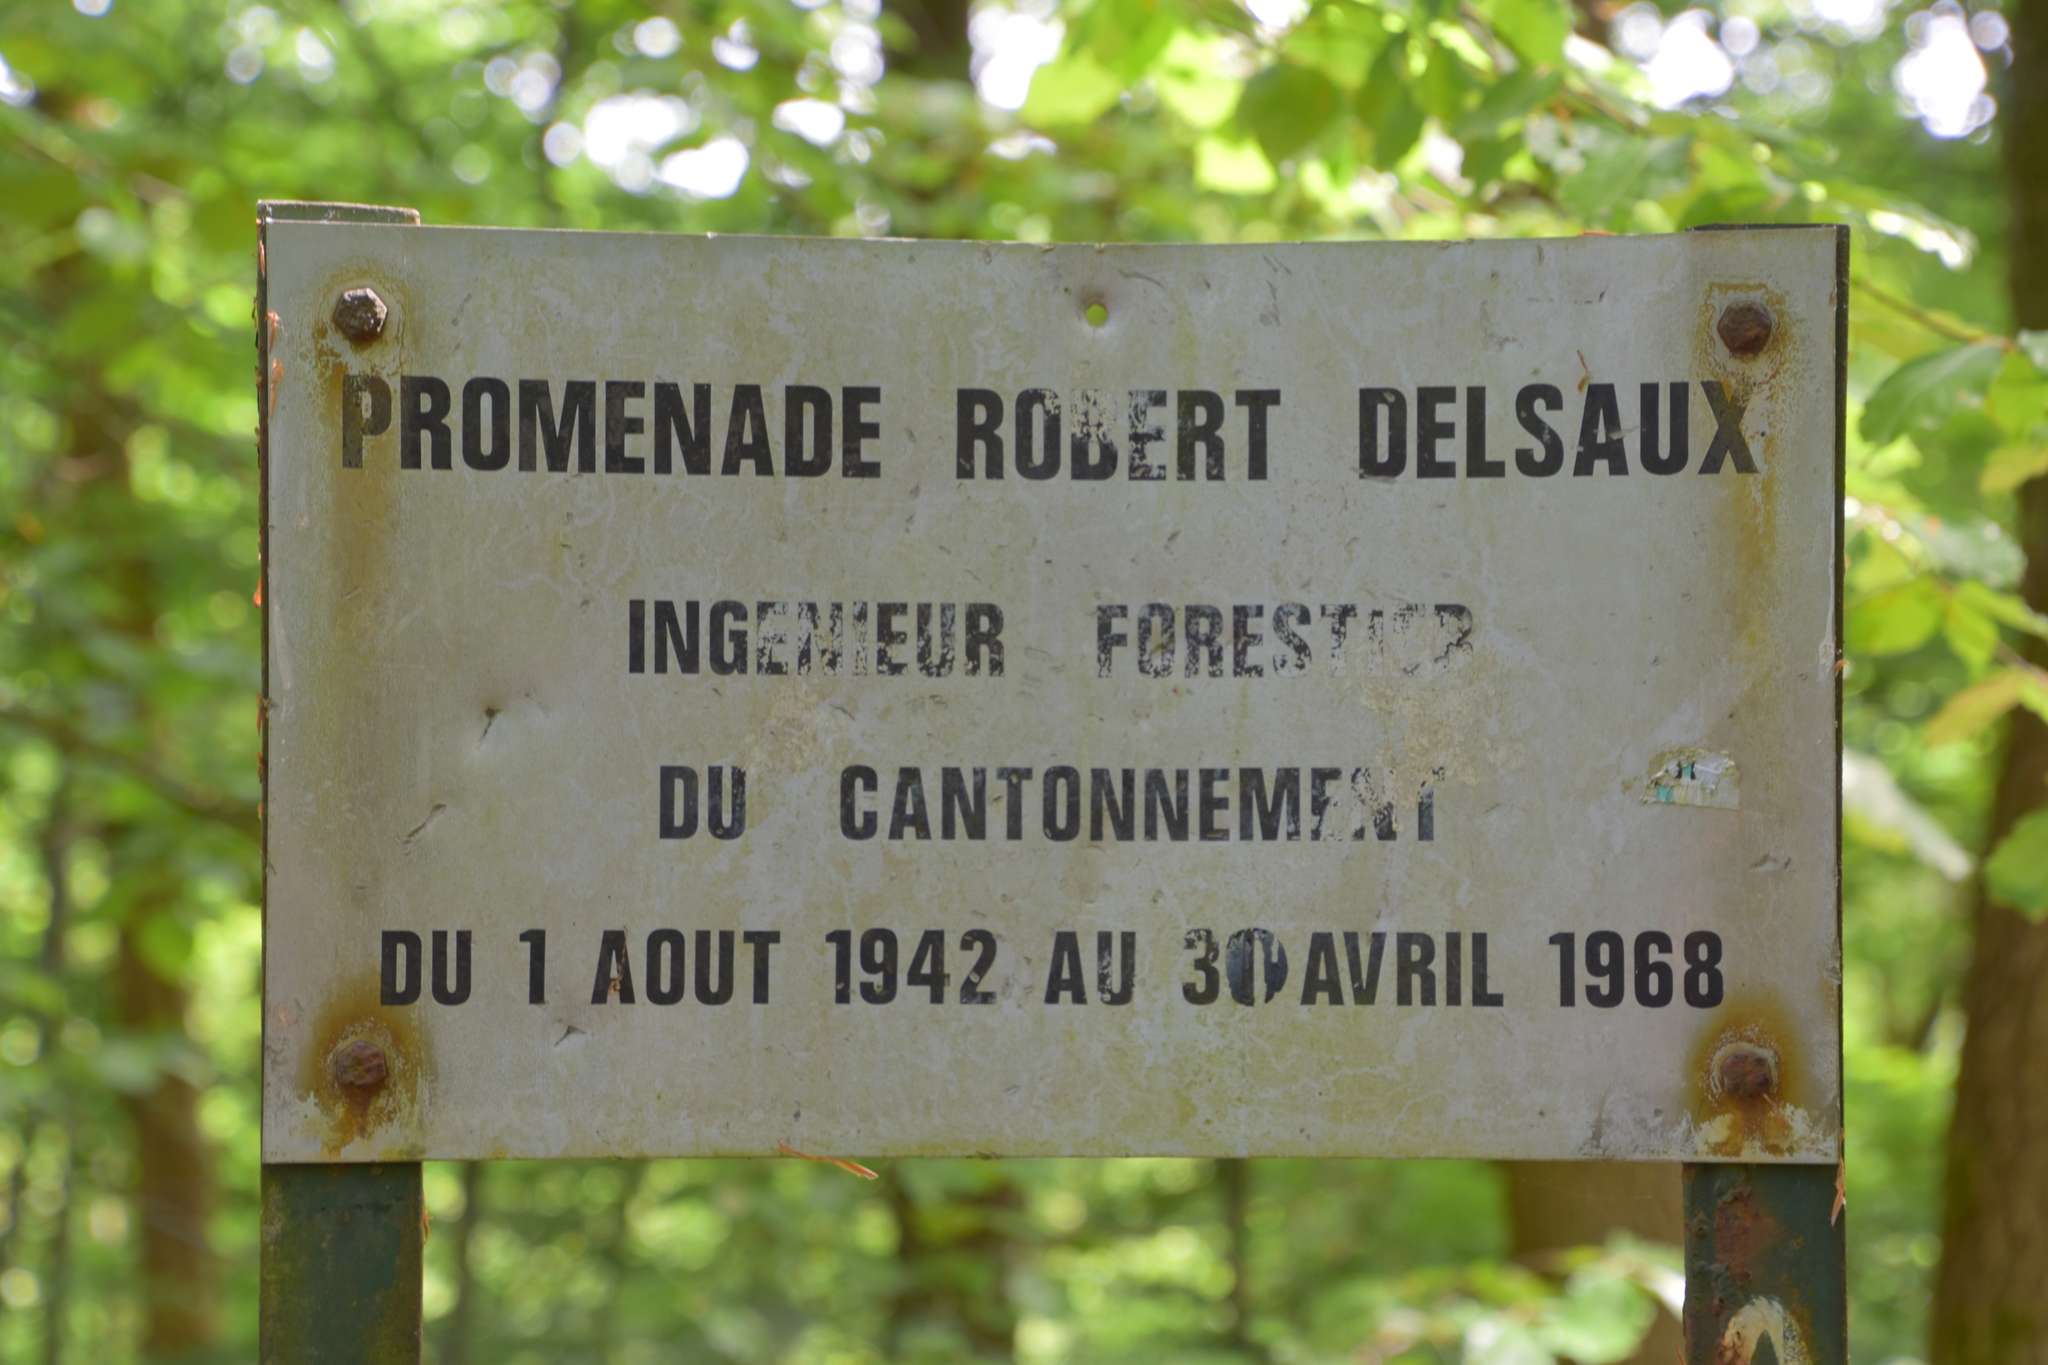 PROMENADE ROBERT DELSAUX
INGENIEUR FORESTIER
DU CANTONNEMENT
DU 1 AOUT 1942 AU 30 AVRIL 1968